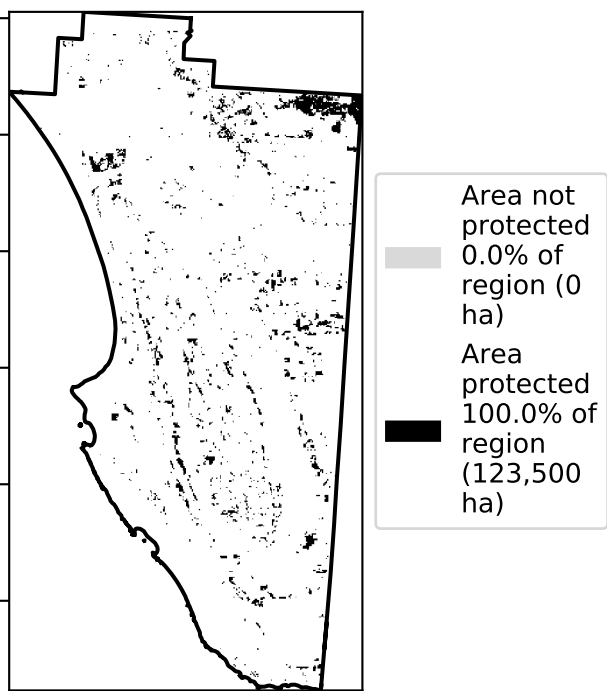 Area not
protected
0.0% of
region (0
ha)
Area
protected
100.0% of
region
(123,500
ha)